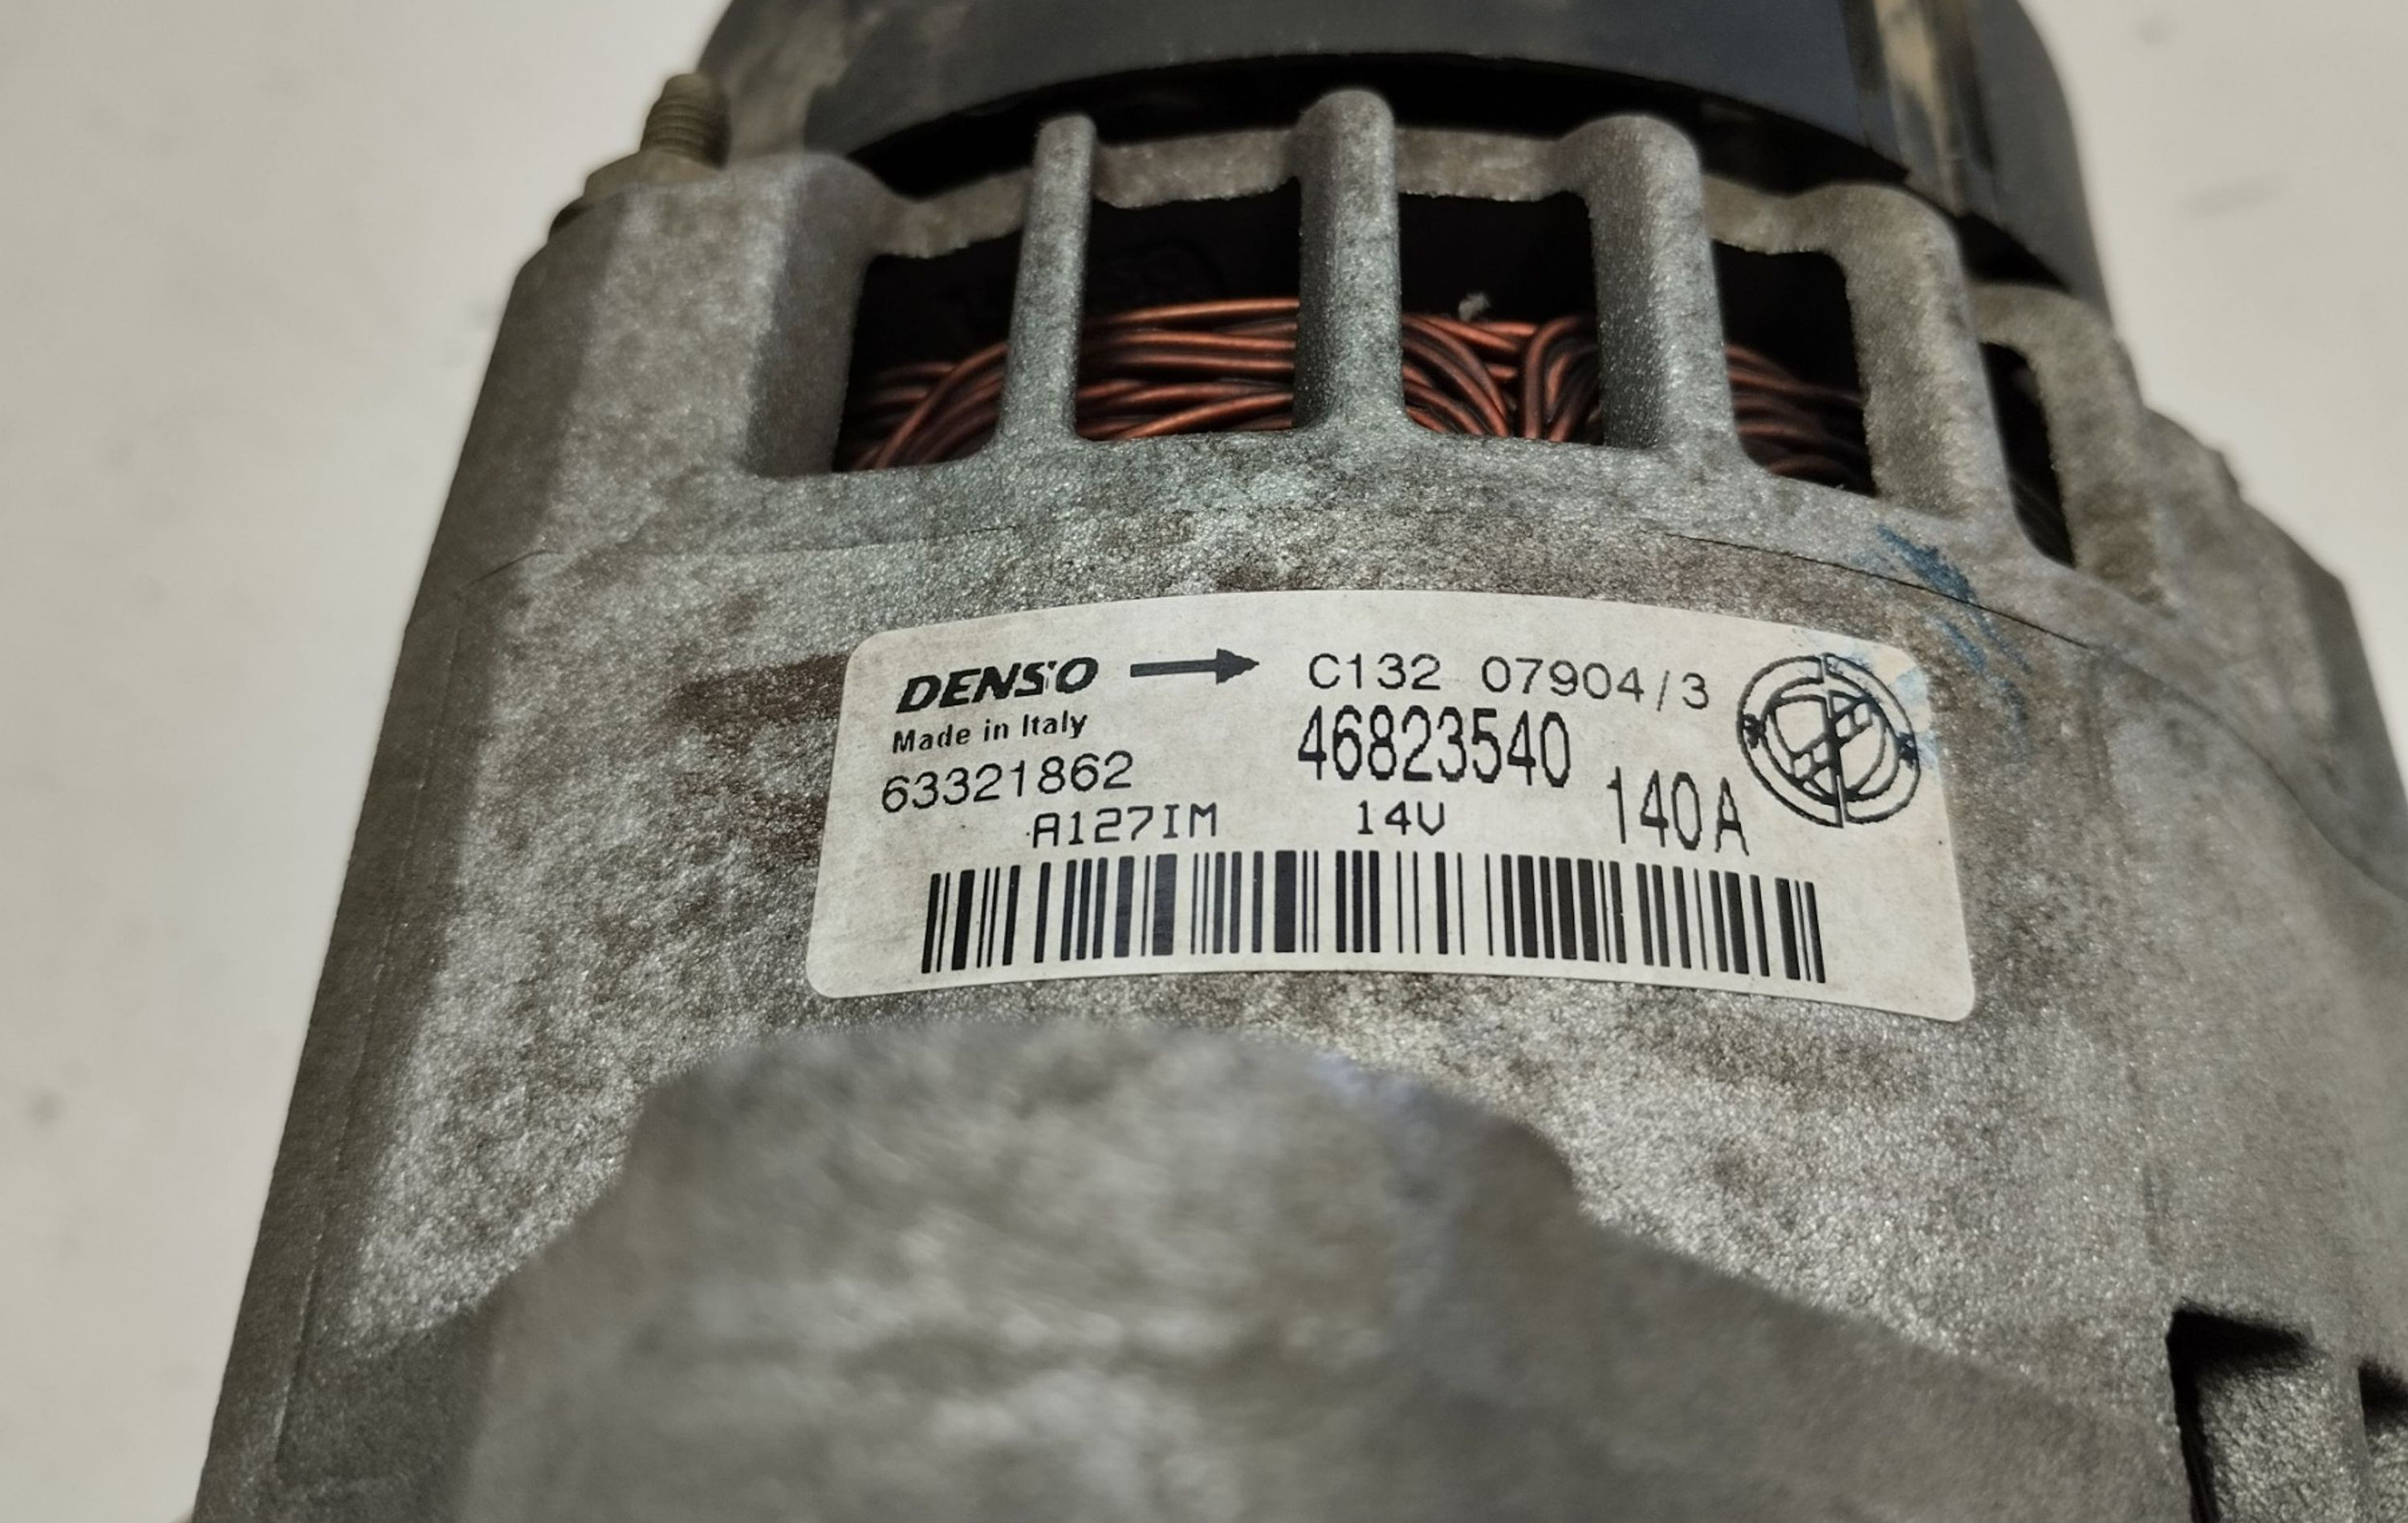 DENSO C132 07904/3
Made in Italy 46823540
63321862 140A
A127IM 14V